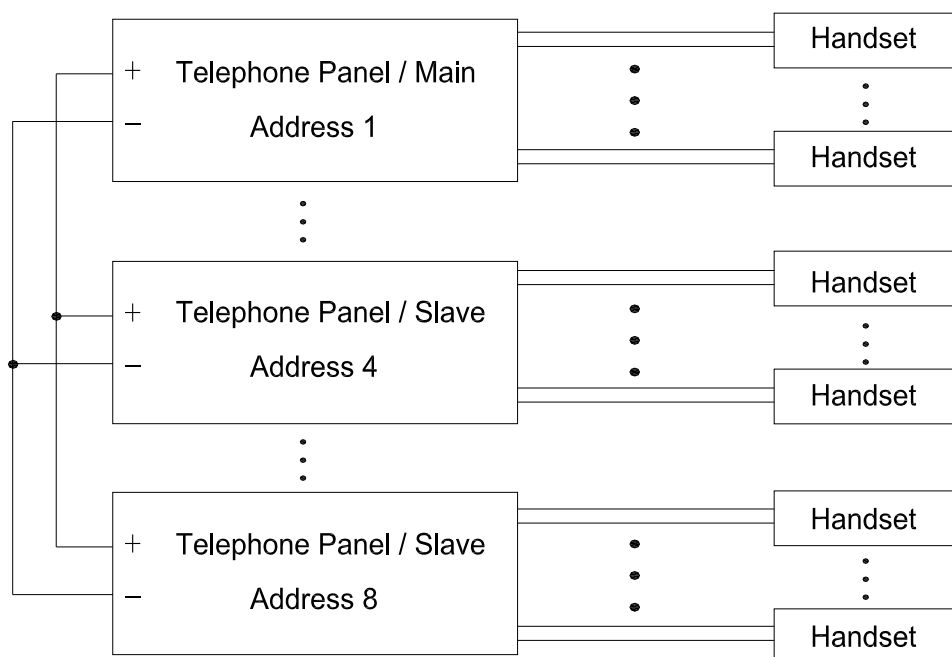 + Telephone Panel / Main
− Address 1
Handset
Handset
+ Telephone Panel / Slave
− Address 4
Handset
Handset
+ Telephone Panel / Slave
− Address 8
Handset
Handset